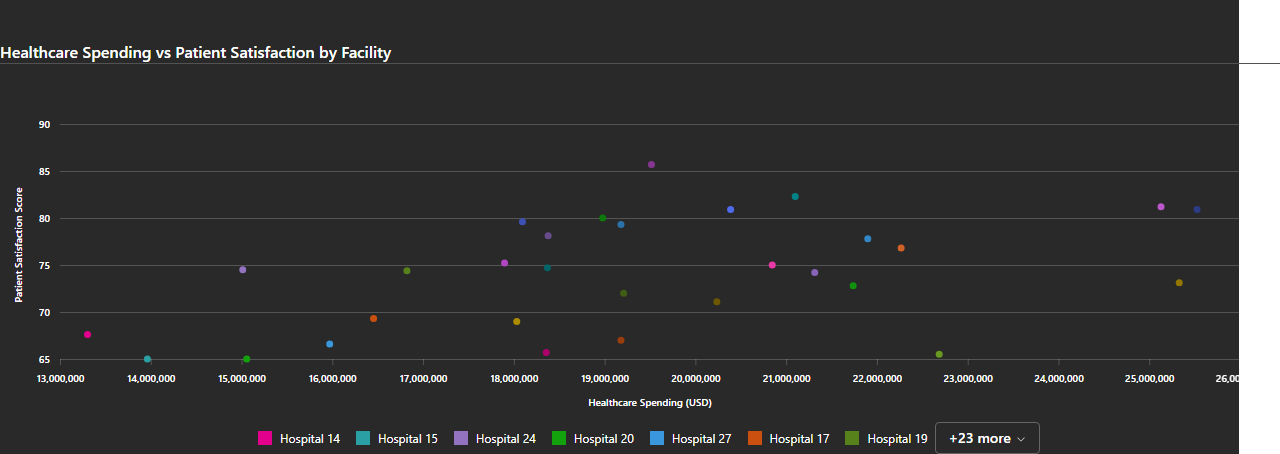 Healthcare Spending vs Patient Satisfaction by Facility
90
85
80
75
70
65
Patient Satisfaction Score
13,000,000 14,000,000 15,000,000 16,000,000 17,000,000 18,000,000 19,000,000 20,000,000 21,000,000 22,000,000 23,000,000 24,000,000 25,000,000 26,00
Healthcare Spending (USD)
Hospital 14 Hospital 15 Hospital 24 Hospital 20 Hospital 27 Hospital 17 Hospital 19 +23 more